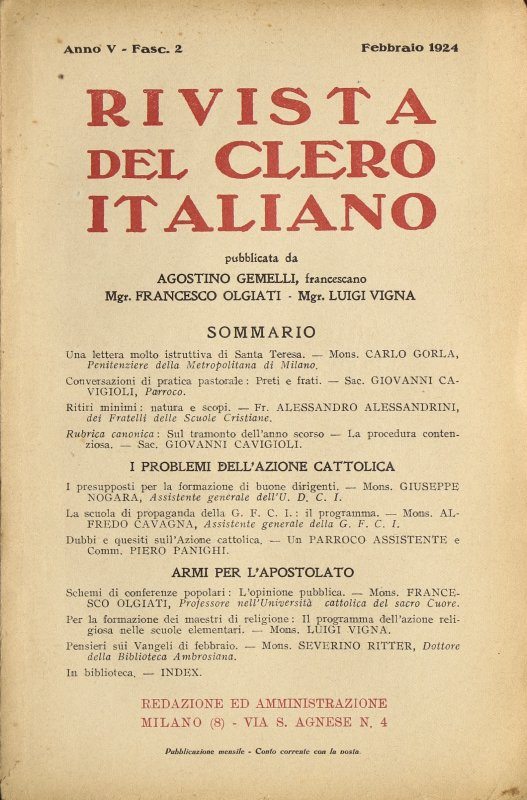 Anno V - Fasc. 2 Febbraio 1924
RIVISTA
DEL CLERO
ITALIANO
pubblicata da
AGOSTINO GEMELLI, francescano
Mgr. FRANCESCO OLGIATI - Mgr. LUIGI VIGNA
SOMMARIO
Una lettera molto istruttiva di Santa Teresa. — Mons. CARLO GORLA,
Penitenziere della Metropolitana di Milano.
Conversazioni di pratica pastorale: Preti e frati. — Sac. GIOVANNI CA-
VIGIOLI, Parroco.
Ritiri minimi: natura e scopi. — Fr. ALESSANDRO ALESSANDRINI,
dei Fratelli delle Scuole Cristiane.
Rubrica canonica: Sul tramonto dell'anno scorso — La procedura conten-
ziosa. — Sac. GIOVANNI CAVIGIOLI.
I PROBLEMI DELL'AZIONE CATTOLICA
I presupposti per la formazione di buone dirigenti. — Mons. GIUSEPPE
NOGARA, Assistente generale dell'U. D. C. I.
La scuola di propaganda della G. F. C. I.: il programma. — Mons. AL-
FREDO CAVAGNA, Assistente generale della G. F. C. I.
Dubbi e quesiti sull'Azione cattolica. — Un PARROCO ASSISTENTE e
Comm. PIERO PANIGHI.
ARMI PER L'APOSTOLATO
Schemi di conferenze popolari: L'opinione pubblica. — Mons. FRANCE-
SCO OLGIATI, Professore nell'Università cattolica del sacro Cuore.
Per la formazione dei maestri di religione: Il programma dell'azione reli-
giosa nelle scuole elementari. — Mons. LUIGI VIGNA.
Pensieri sui Vangeli di febbraio. — Mons. SEVERINO RITTER, Dottore
della Biblioteca Ambrosiana.
In biblioteca. — INDEX.
REDAZIONE ED AMMINISTRAZIONE
MILANO (8) - VIA S. AGNESE N. 4
Pubblicazione mensile - Conto corrente con la posta.